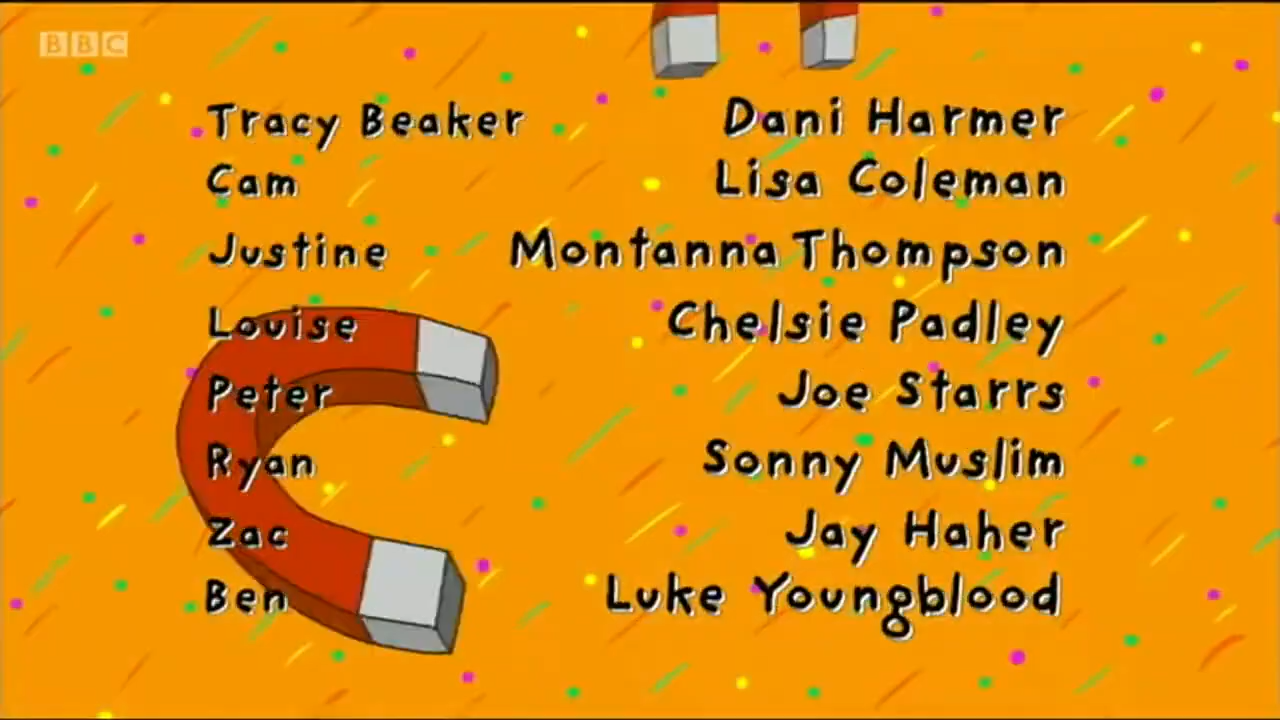 BBC
Tracy Beaker Dani Harmer
Cam Lisa Coleman
Justine Montanna Thompson
Louise Chelsie Padley
Peter Joe Starrs
Ryan Sonny Muslim
Zac Jay Haher
Ben Luke Youngblood